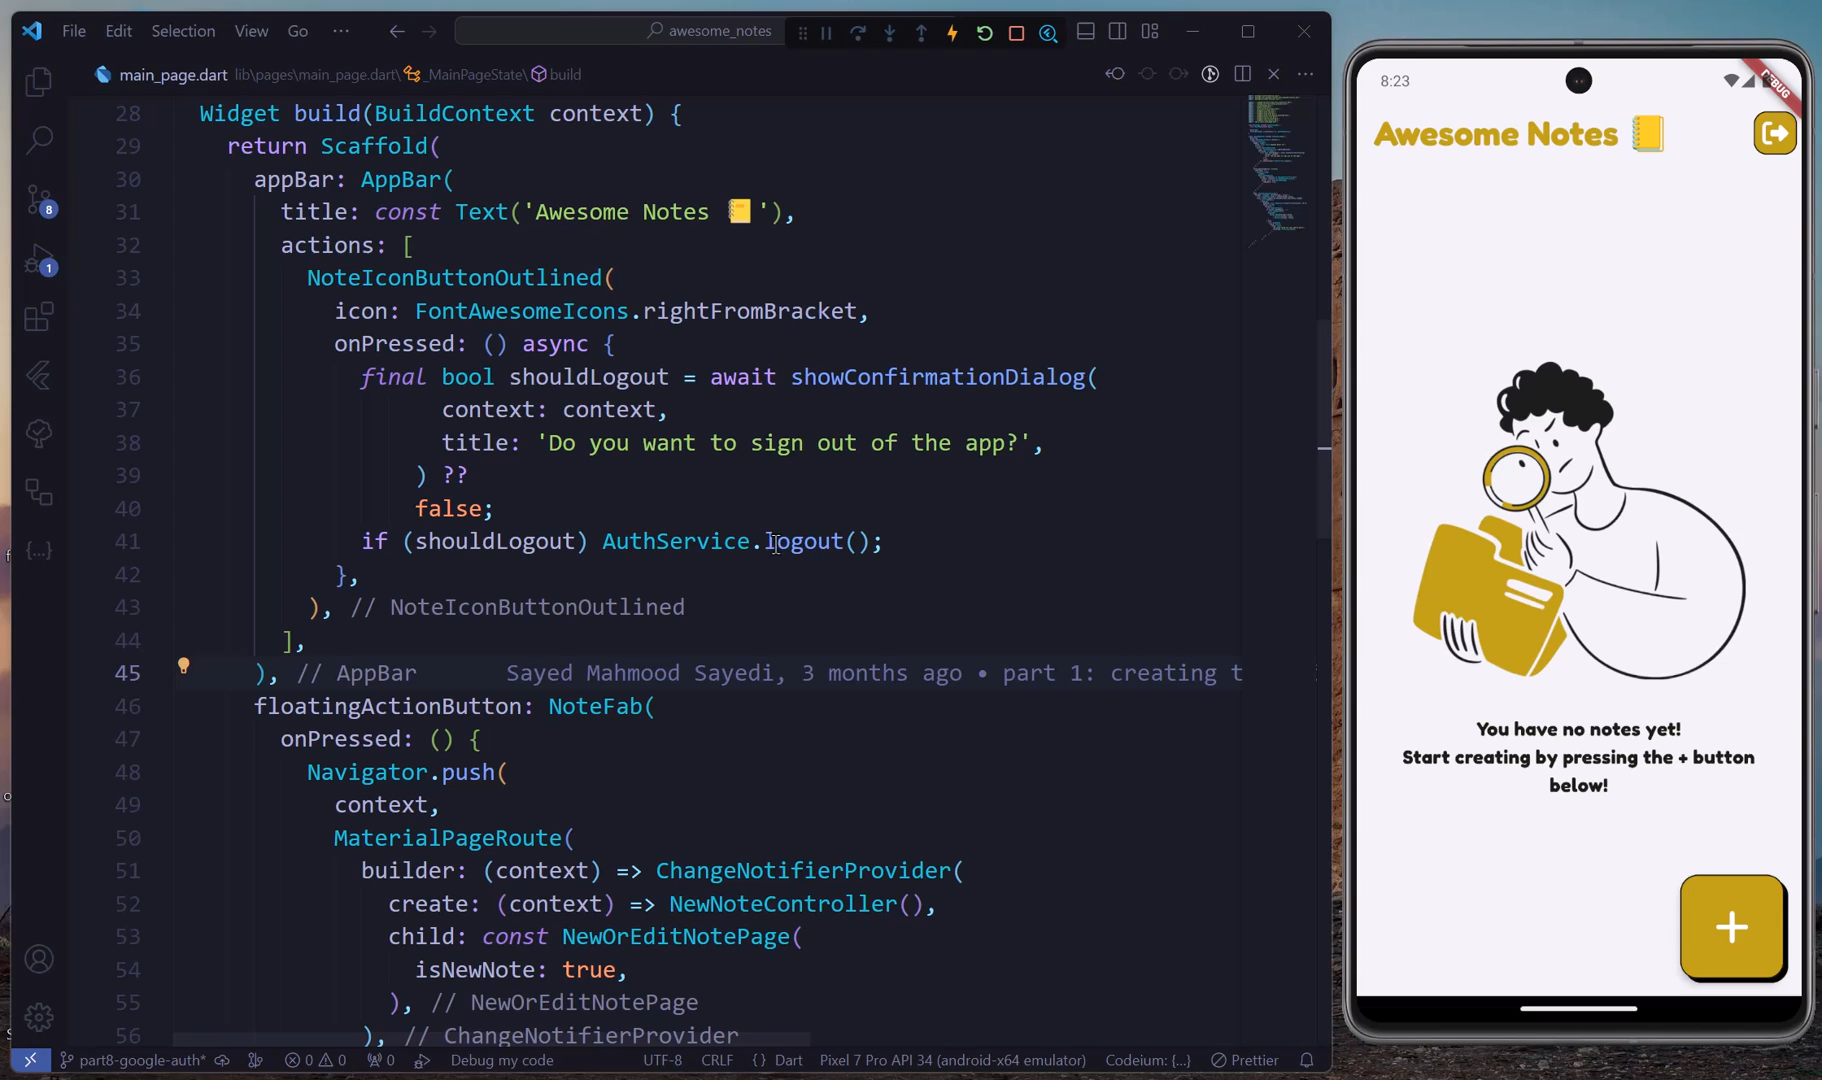 File Edit Selection View Go ··· awesome_notes
main_page.dart lib\pages\main_page.dart\ _MainPageState\ build
28 Widget build(BuildContext context) {
29 return Scaffold(
30 appBar: AppBar(
31 title: const Text('Awesome Notes 📒'),
32 actions: [
33 NoteIconButtonOutlined(
34 icon: FontAwesomeIcons.rightFromBracket,
35 onPressed: () async {
36 final bool shouldLogout = await showConfirmationDialog(
37 context: context,
38 title: 'Do you want to sign out of the app?',
39 ) ??
40 false;
41 if (shouldLogout) AuthService.logout();
42 },
43 ), // NoteIconButtonOutlined
44 ],
45 ), // AppBar Sayed Mahmood Sayedi, 3 months ago • part 1: creating t
46 floatingActionButton: NoteFab(
47 onPressed: () {
48 Navigator.push(
49 context,
50 MaterialPageRoute(
51 builder: (context) => ChangeNotifierProvider(
52 create: (context) => NewNoteController(),
53 child: const NewOrEditNotePage(
54 isNewNote: true,
55 ), // NewOrEditNotePage
56 ), // ChangeNotifierProvider
8
1
part8-google-auth* 0 0 0 Debug my code UTF-8 CRLF {} Dart Pixel 7 Pro API 34 (android-x64 emulator) Codeium: {...} Prettier
8:23
DEBUG
Awesome Notes 📒
You have no notes yet!
Start creating by pressing the + button
below!